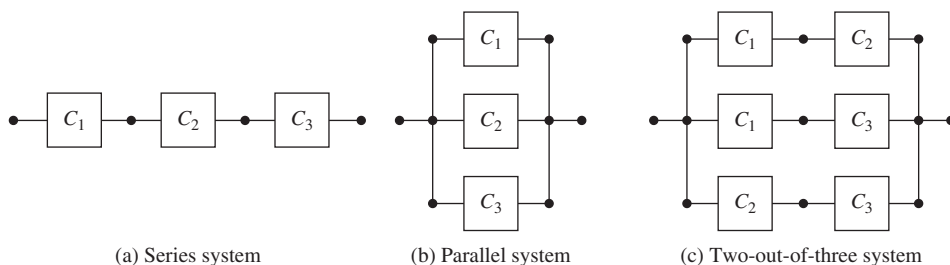 C₁ C₂ C₃
(a) Series system
C₁
C₂
C₃
(b) Parallel system
C₁ C₂
C₁ C₃
C₂ C₃
(c) Two-out-of-three system